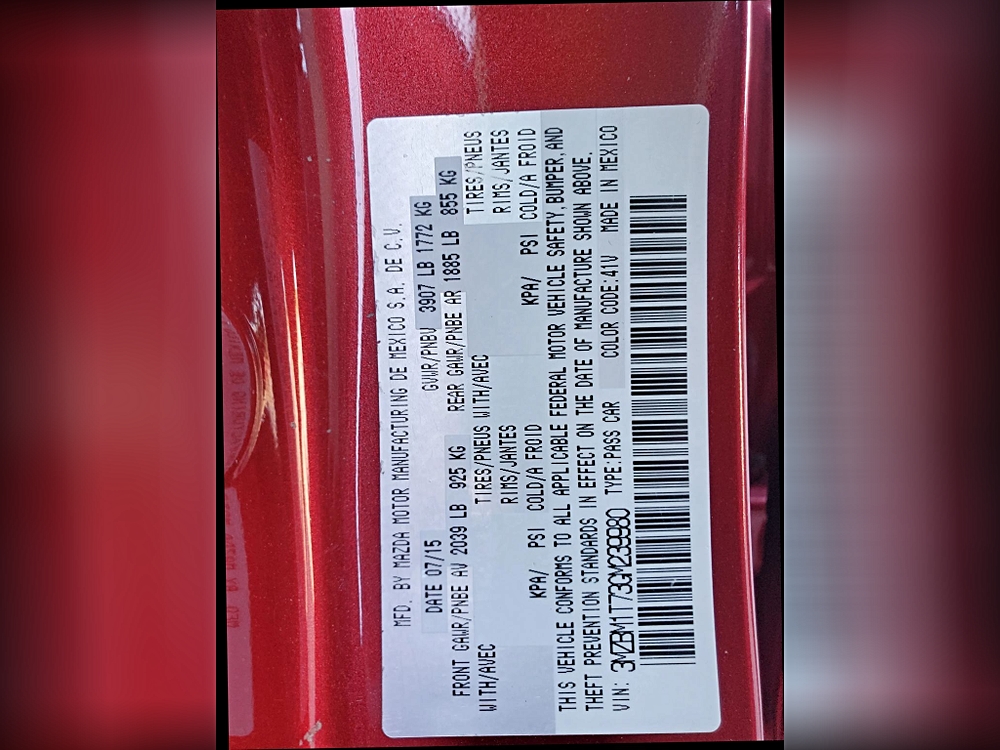 MFD. BY MAZDA MOTOR MANUFACTURING DE MEXICO S.A. DE C.V.
DATE 07/15 GVWR/PNBV 3907 LB 1772 KG
FRONT GAWR/PNBE AV 2039 LB 925 KG REAR GAWR/PNBE AR 1885 LB 855 KG
WITH/AVEC TIRES/PNEUS WITH/AVEC TIRES/PNEUS
RIMS/JANTES RIMS/JANTES
KPA/ PSI COLD/A FROID KPA/ PSI COLD/A FROID
THIS VEHICLE CONFORMS TO ALL APPLICABLE FEDERAL MOTOR VEHICLE SAFETY, BUMPER, AND
THEFT PREVENTION STANDARDS IN EFFECT ON THE DATE OF MANUFACTURE SHOWN ABOVE.
VIN: 3MZBM1T73GM239980 TYPE:PASS CAR COLOR CODE:41V MADE IN MEXICO